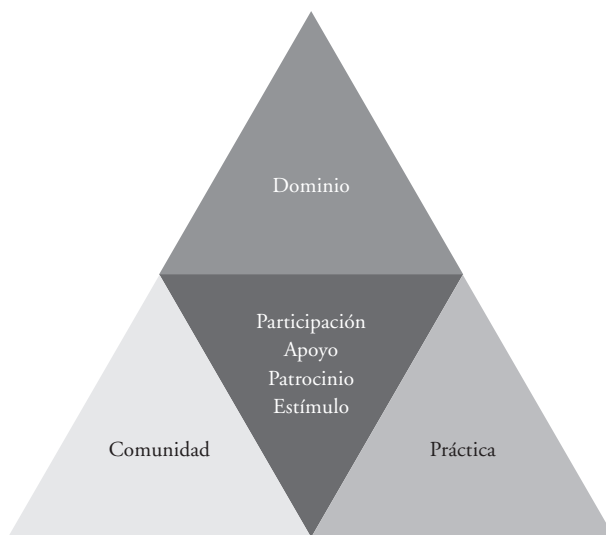 Dominio
Participación
Apoyo
Patrocinio
Estímulo
Comunidad
Práctica